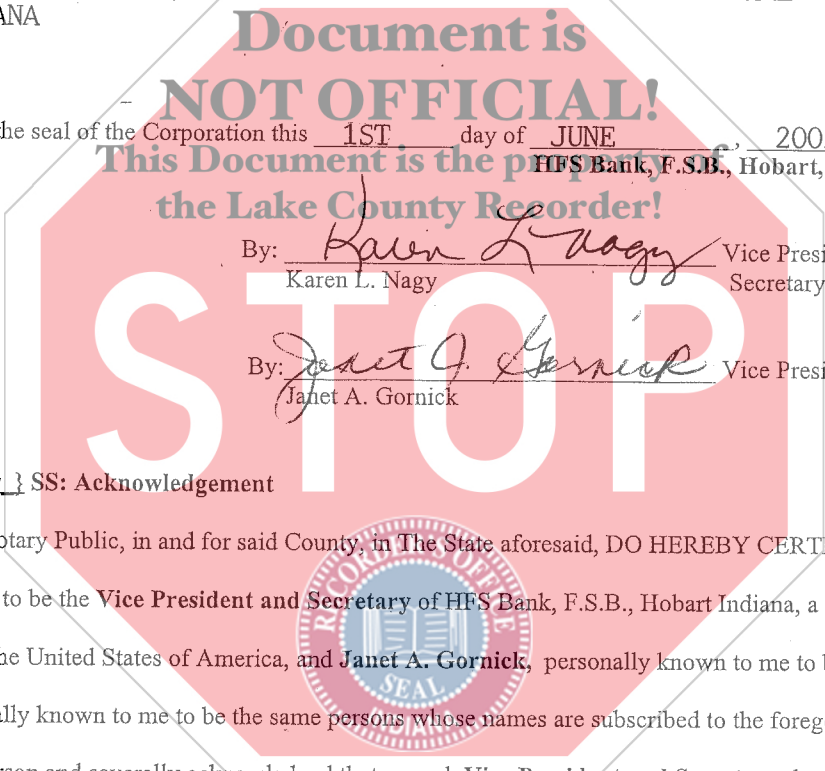 ANA
Document is
NOT OFFICIAL!
the seal of the Corporation this 1ST day of JUNE, 200
This Document is the property of
HFS Bank, F.S.B., Hobart,
the Lake County Recorder!
By: Karen L Nagy Vice Presi
Karen L. Nagy Secretary
STOP
By: Janet A. Gornick Vice Presi
Janet A. Gornick
} SS: Acknowledgement
otary Public, in and for said County, in The State aforesaid, DO HEREBY CERTI
to be the Vice President and Secretary of HFS Bank, F.S.B., Hobart Indiana, a
he United States of America, and Janet A. Gornick, personally known to me to b
ally known to me to be the same persons whose names are subscribed to the foreg
RECORDER'S OFFICE
SEAL
INDIANA